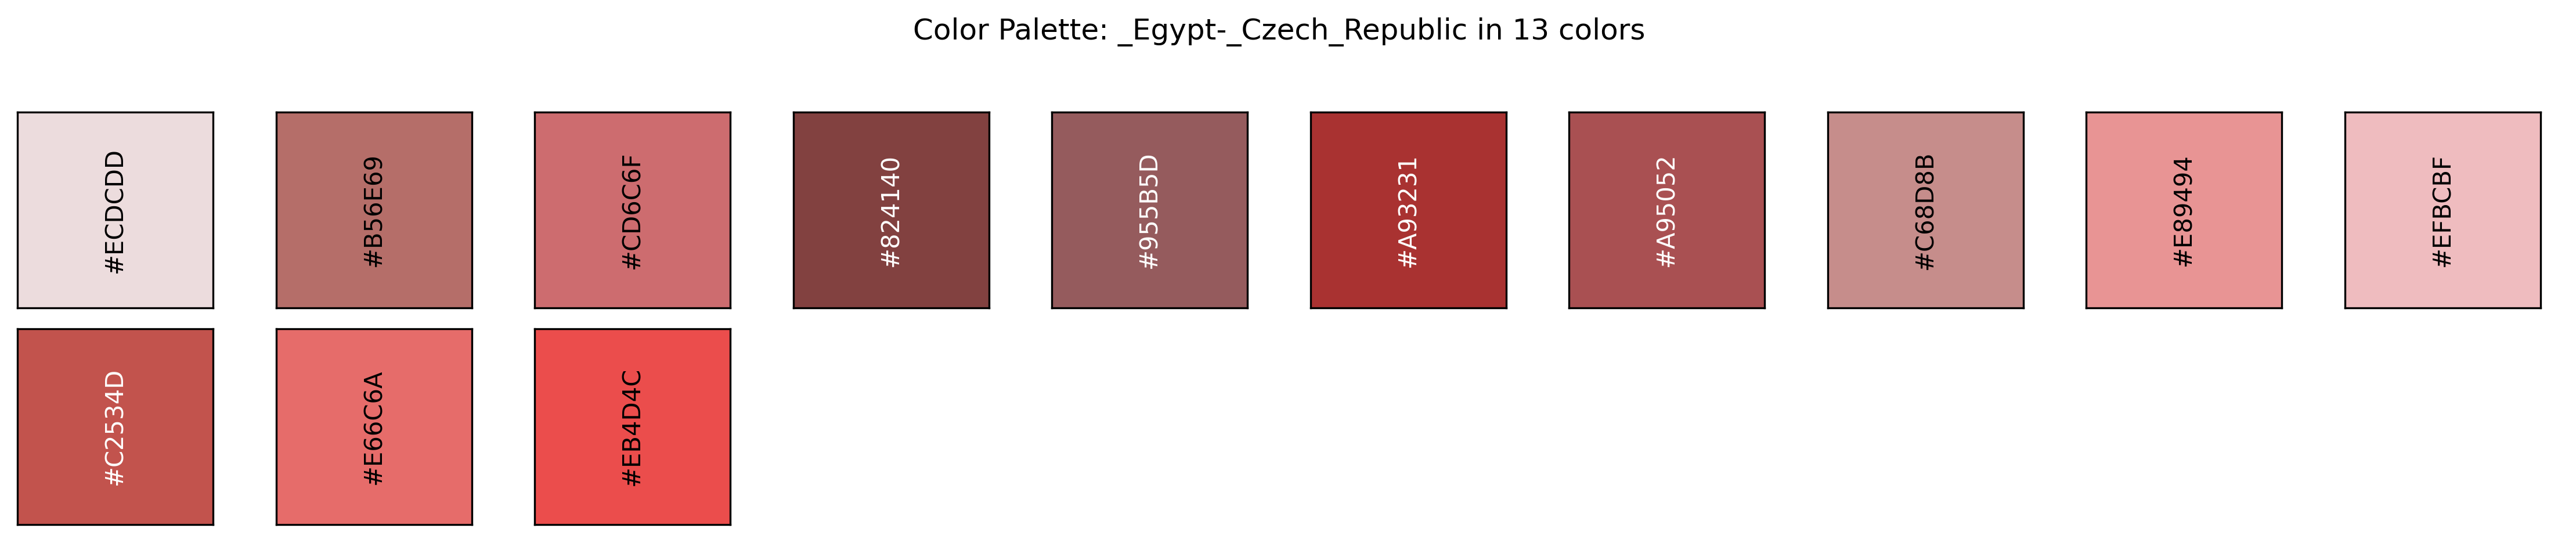 Color Palette: _Egypt-_Czech_Republic in 13 colors
#ECDCDD
#B56E69
#CD6C6F
#824140
#955B5D
#A93231
#A95052
#C68D8B
#E89494
#EFBCBF
#C2534D
#E66C6A
#EB4D4C